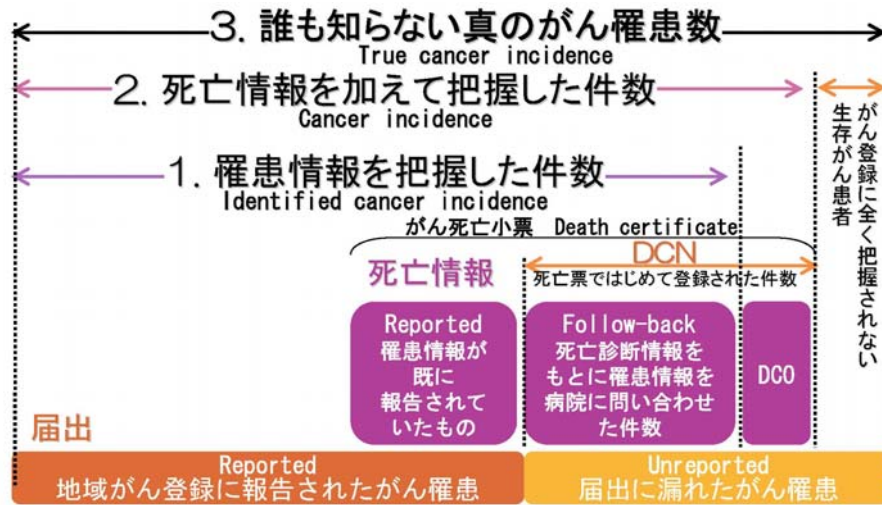 3. 誰も知らない真のがん罹患数
True cancer incidence
2. 死亡情報を加えて把握した件数
Cancer incidence
1. 罹患情報を把握した件数
Identified cancer incidence
がん登録に全く把握されない
生存がん患者
がん死亡小票 Death certificate
DCN
死亡情報
死亡票ではじめて登録された件数
Reported
罹患情報が
既に
報告されて
いたもの
Follow-back
死亡診断情報を
もとに罹患情報を
病院に問い合わせ
た件数
DCO
届出
Reported
地域がん登録に報告されたがん罹患
Unreported
届出に漏れたがん罹患